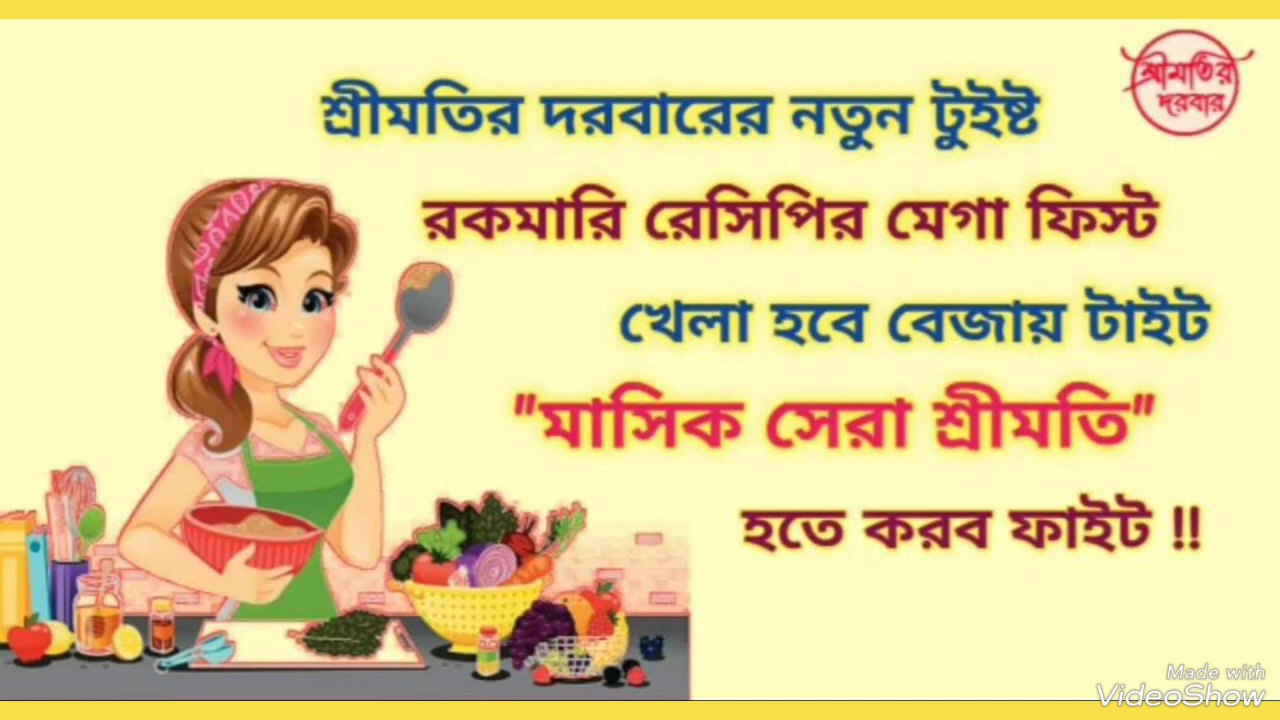 শ্রীমতির
দরবার
শ্রীমতির দরবারের নতুন টুইষ্ট
রকমারি রেসিপির মেগা ফিস্ট
খেলা হবে বেজায় টাইট
"মাসিক সেরা শ্রীমতি"
হতে করব ফাইট !!
Made with
VideoShow